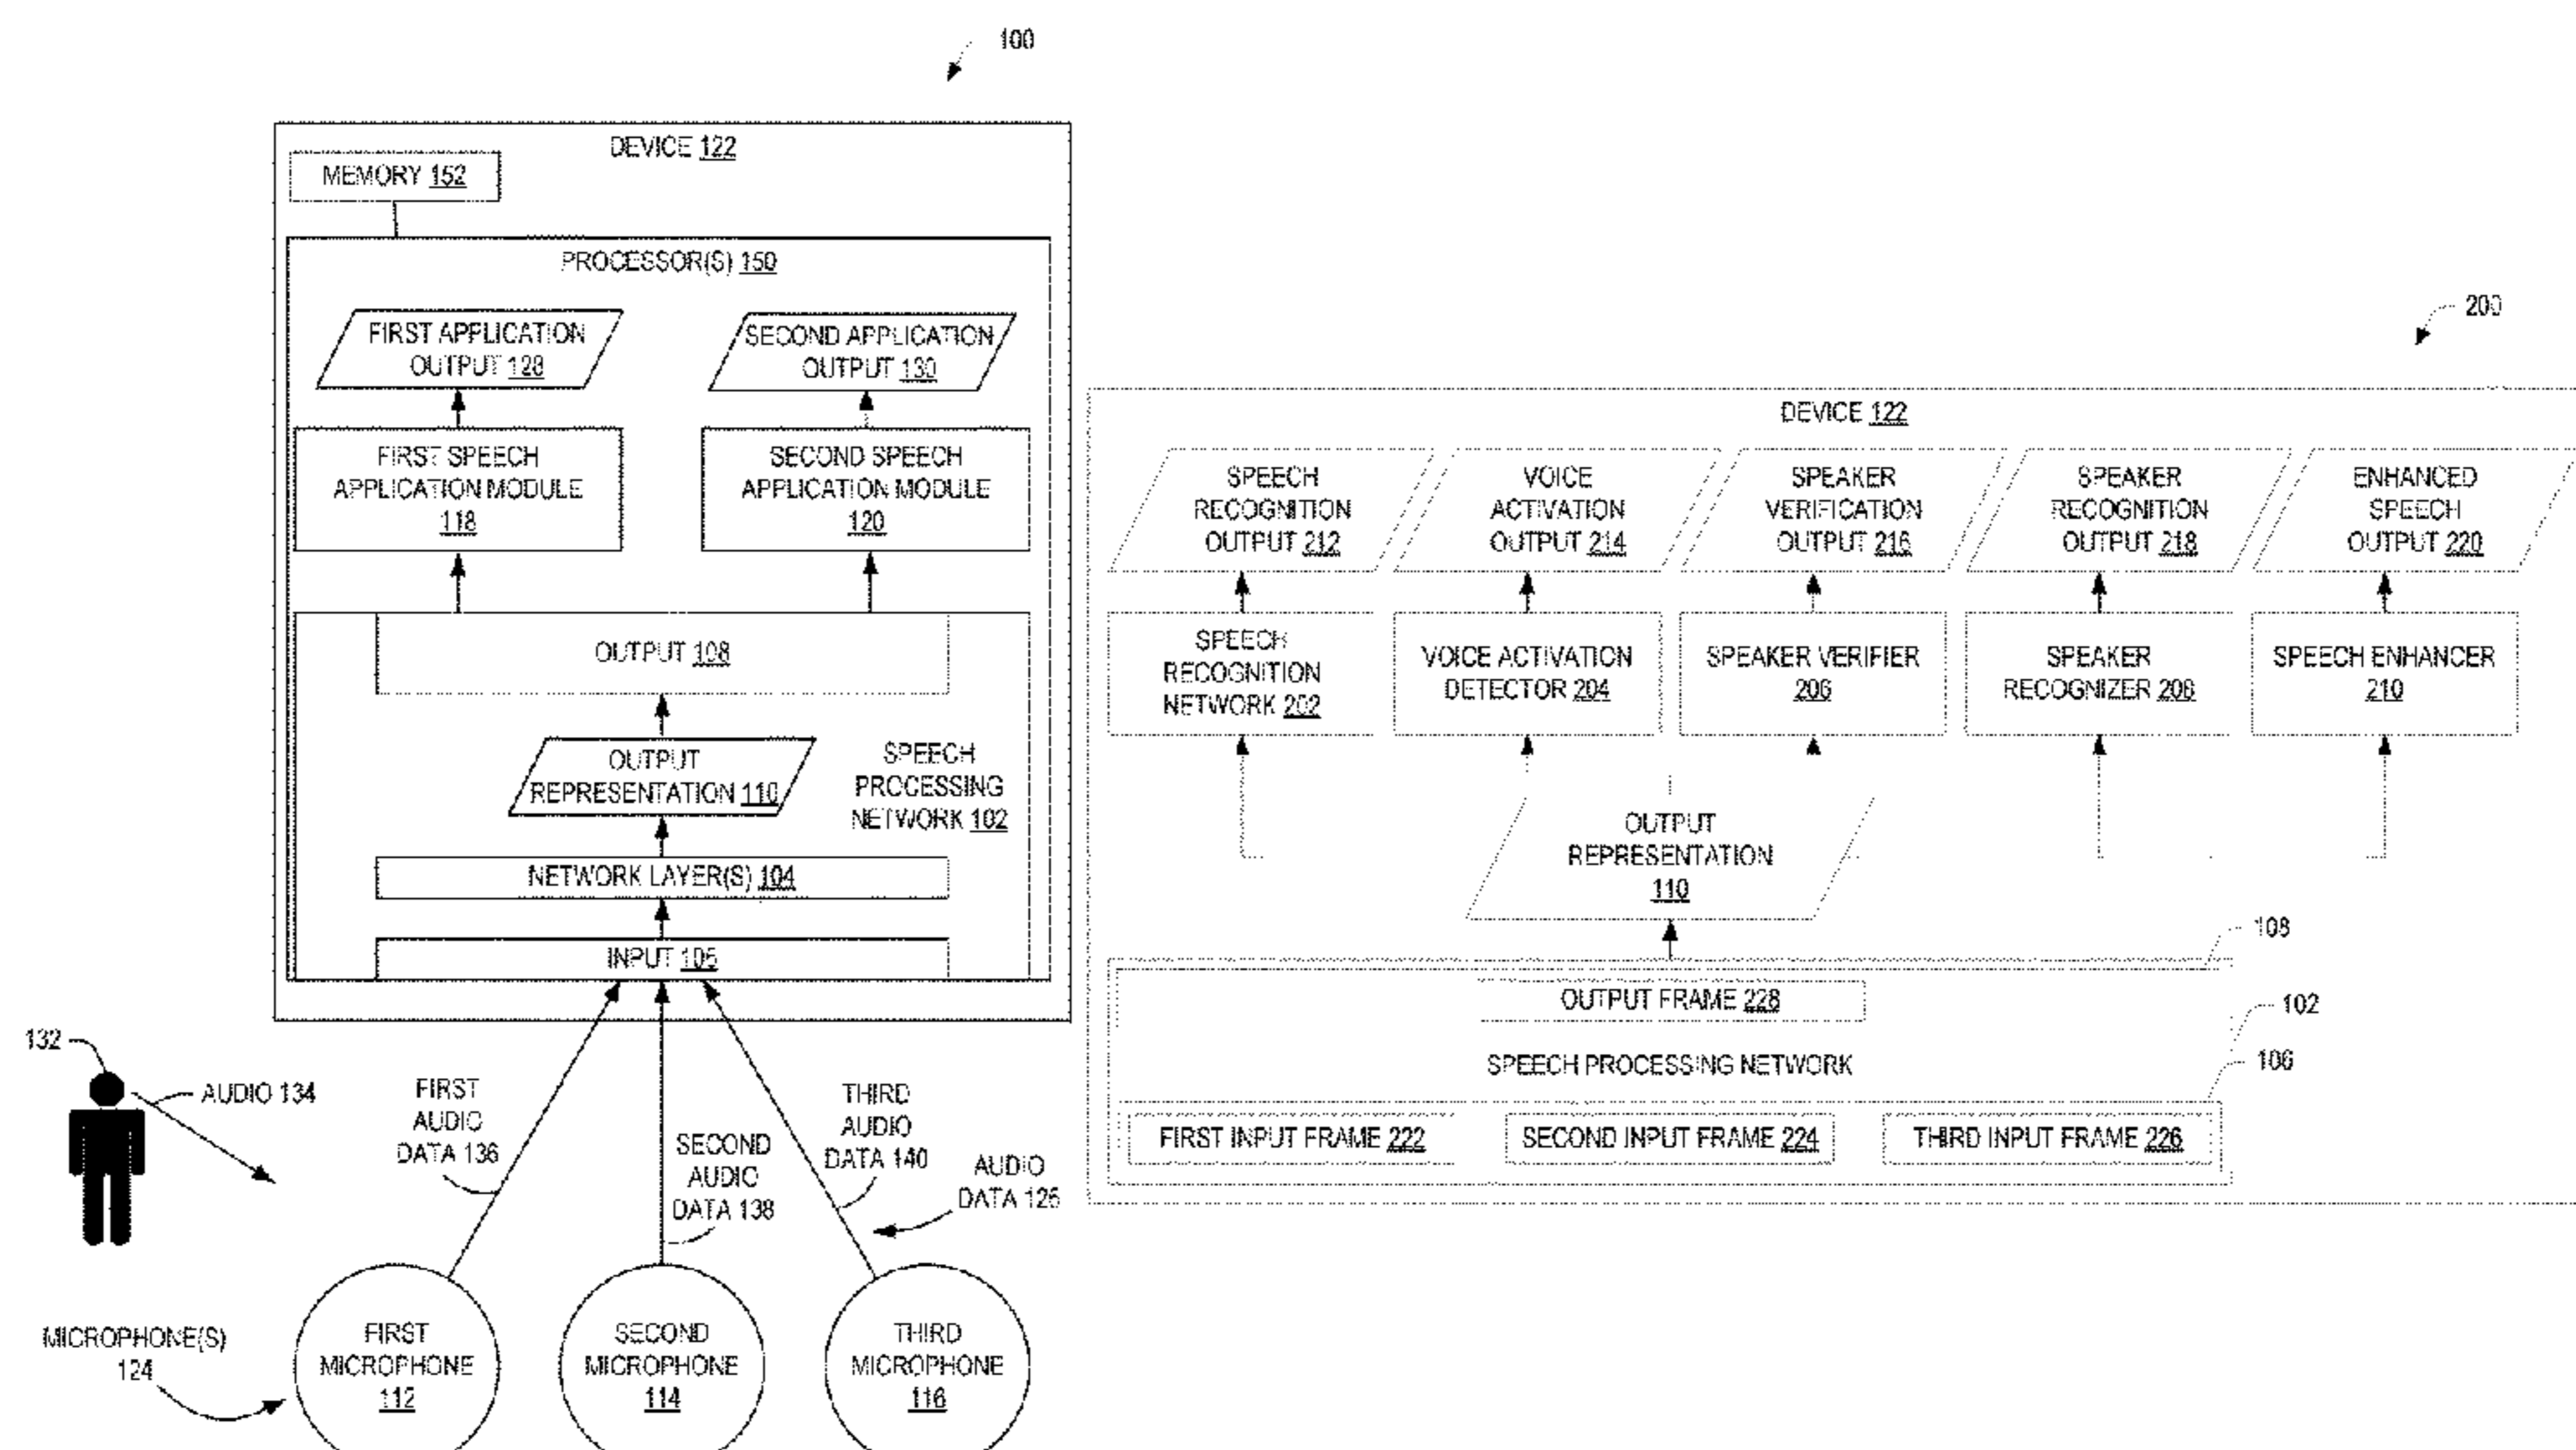 100
DEVICE 122
MEMORY 152
PROCESSOR(S) 150
FIRST APPLICATION
OUTPUT 128
SECOND APPLICATION
OUTPUT 130
FIRST SPEECH
APPLICATION MODULE
118
SECOND SPEECH
APPLICATION MODULE
120
OUTPUT 108
OUTPUT
REPRESENTATION 110
SPEECH
PROCESSING
NETWORK 102
NETWORK LAYER(S) 104
INPUT 106
132
AUDIO 134
FIRST
AUDIO
DATA 136
SECOND
AUDIO
DATA 138
THIRD
AUDIO
DATA 140
AUDIO
DATA 126
MICROPHONE(S)
124
FIRST
MICROPHONE
112
SECOND
MICROPHONE
114
THIRD
MICROPHONE
116
200
DEVICE 122
SPEECH
RECOGNITION
OUTPUT 212
VOICE
ACTIVATION
OUTPUT 214
SPEAKER
VERIFICATION
OUTPUT 216
SPEAKER
RECOGNITION
OUTPUT 218
ENHANCED
SPEECH
OUTPUT 220
SPEECH
RECOGNITION
NETWORK 202
VOICE ACTIVATION
DETECTOR 204
SPEAKER VERIFIER
206
SPEAKER
RECOGNIZER 208
SPEECH ENHANCER
210
OUTPUT
REPRESENTATION
110
108
OUTPUT FRAME 228
102
SPEECH PROCESSING NETWORK
106
FIRST INPUT FRAME 222
SECOND INPUT FRAME 224
THIRD INPUT FRAME 226